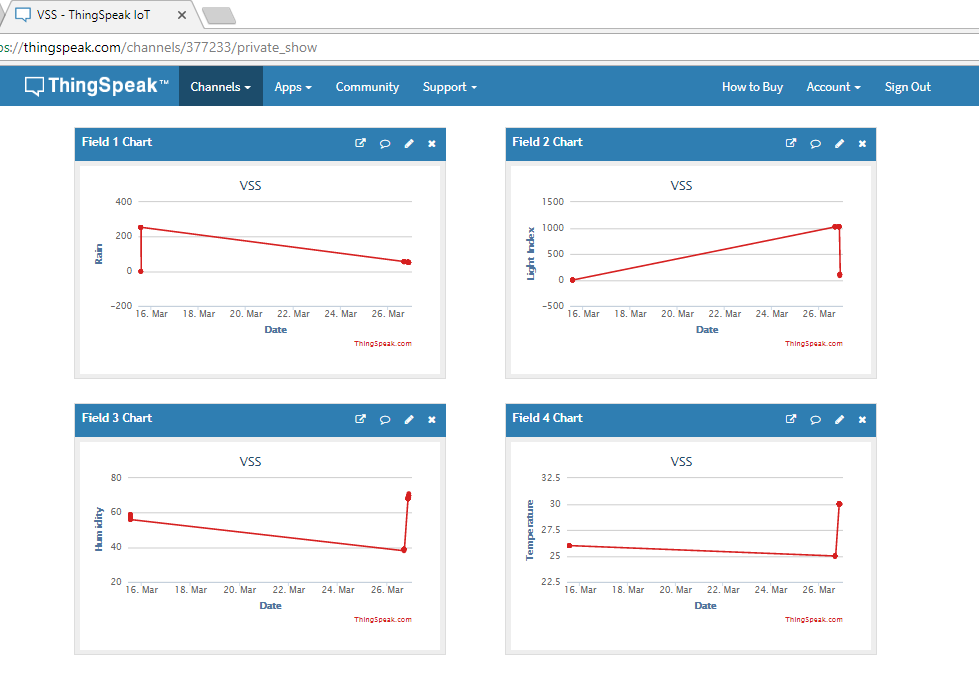 VSS - ThingSpeak IoT
ps://thingspeak.com/channels/377233/private_show
ThingSpeak™ Channels Apps Community Support How to Buy Account Sign Out
Field 1 Chart
VSS
400
200
0
-200
Rain
16. Mar 18. Mar 20. Mar 22. Mar 24. Mar 26. Mar
Date
ThingSpeak.com
Field 2 Chart
VSS
1500
1000
500
0
-500
Light Index
16. Mar 18. Mar 20. Mar 22. Mar 24. Mar 26. Mar
Date
ThingSpeak.com
Field 3 Chart
VSS
80
60
40
20
Humidity
16. Mar 18. Mar 20. Mar 22. Mar 24. Mar 26. Mar
Date
ThingSpeak.com
Field 4 Chart
VSS
32.5
30
27.5
25
22.5
Temperature
16. Mar 18. Mar 20. Mar 22. Mar 24. Mar 26. Mar
Date
ThingSpeak.com